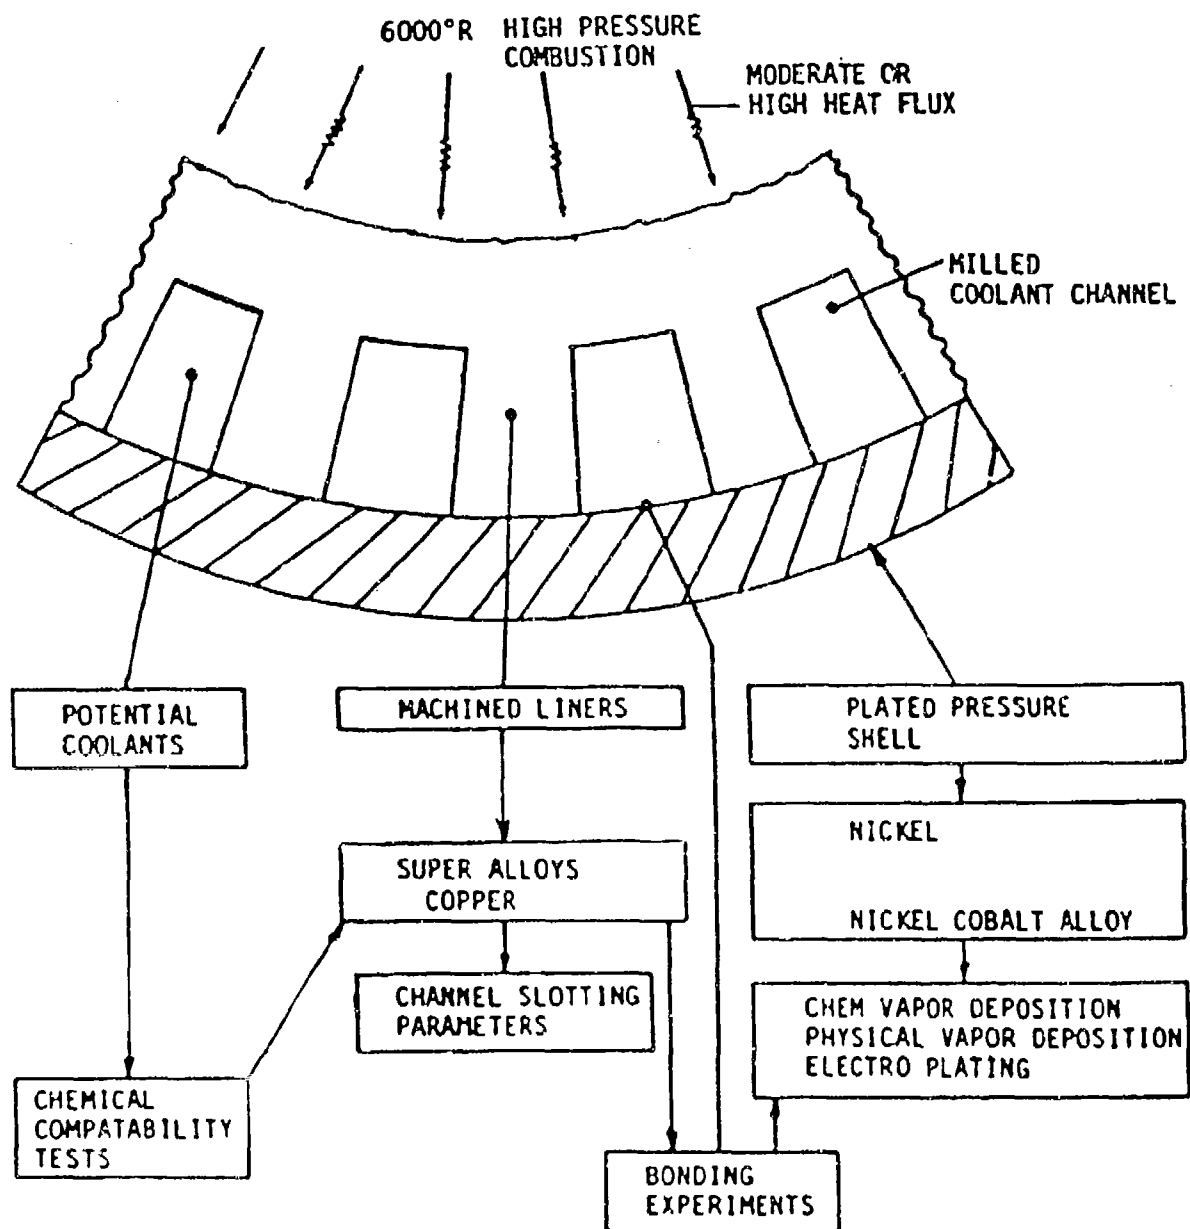 6000°R HIGH PRESSURE
COMBUSTION
MODERATE OR
HIGH HEAT FLUX
MILLED
COOLANT CHANNEL
POTENTIAL
COOLANTS
MACHINED LINERS
PLATED PRESSURE
SHELL
SUPER ALLOYS
COPPER
NICKEL
NICKEL COBALT ALLOY
CHANNEL SLOTTING
PARAMETERS
CHEM VAPOR DEPOSITION
PHYSICAL VAPOR DEPOSITION
ELECTRO PLATING
CHEMICAL
COMPATABILITY
TESTS
BONDING
EXPERIMENTS